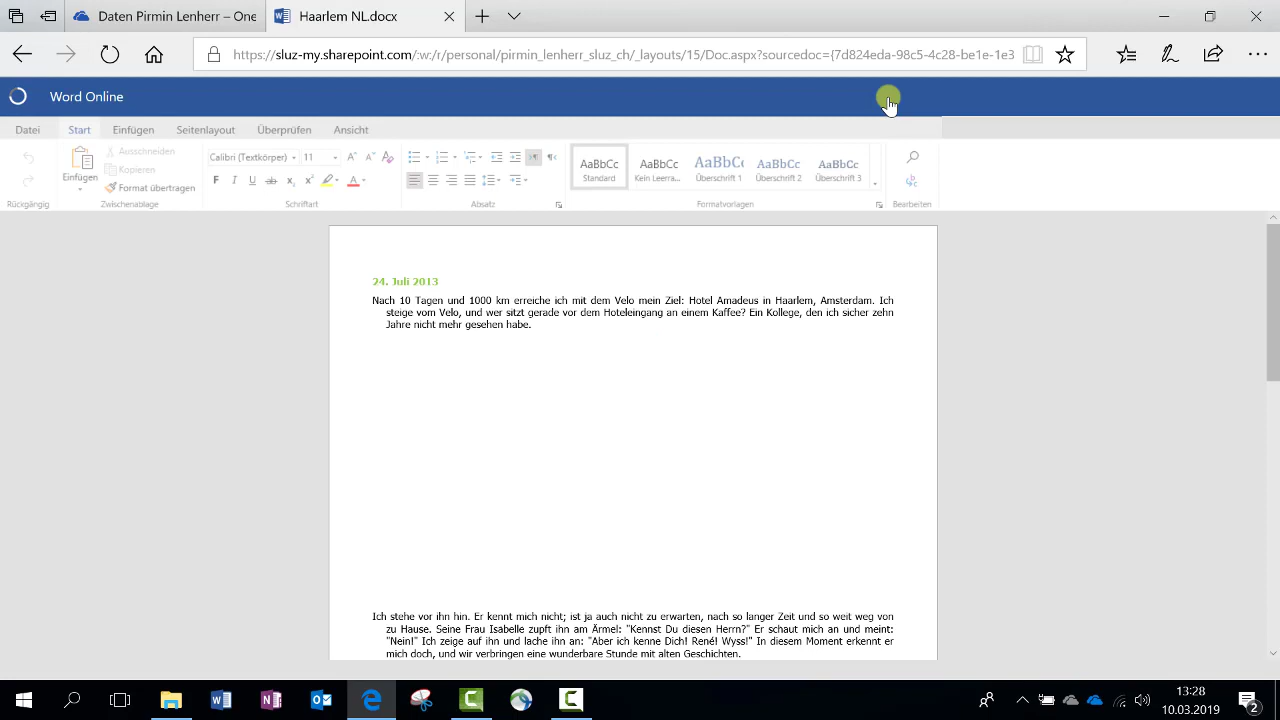 Pirmin Lenherr – One
Haarlem NL.docx
https://sluz-my.sharepoint.com/:w:/r/personal/pirmin_lenherr_sluz_ch/_layouts/15/Doc.aspx?sourcedoc={7d824eda-98c5-4c28-be1e-1e3
Word Online
Datei Start Einfügen Seitenlayout Überprüfen Ansicht
Einfügen
Ausschneiden
Kopieren
Format übertragen
Calibri (Textkörper) 11
F K U ab x x A
AaBbCc AaBbCc AaBbCc AaBbCc AaBbCc
Standard Kein Leerra... Überschrift 1 Überschrift 2 Überschrift 3
Rückgängig Zwischenablage Schriftart Absatz Formatvorlagen Bearbeiten
24. Juli 2013
Nach 10 Tagen und 1000 km erreiche ich mit dem Velo mein Ziel: Hotel Amadeus in Haarlem, Amsterdam. Ich
steige vom Velo, und wer sitzt gerade vor dem Hoteleingang an einem Kaffee? Ein Kollege, den ich sicher zehn
Jahre nicht mehr gesehen habe.
Ich stehe vor ihn hin. Er kennt mich nicht; ist ja auch nicht zu erwarten, nach so langer Zeit und so weit weg von
zu Hause. Seine Frau Isabelle zupft ihn am Ärmel: "Kennst Du diesen Herrn?" Er schaut mich an und meint:
"Nein!" Ich zeige auf ihn und lache ihn an: "Aber ich kenne Dich! René! Wyss!" In diesem Moment erkennt er
mich doch, und wir verbringen eine wunderbare Stunde mit alten Geschichten.
13:28
10.03.2019
2